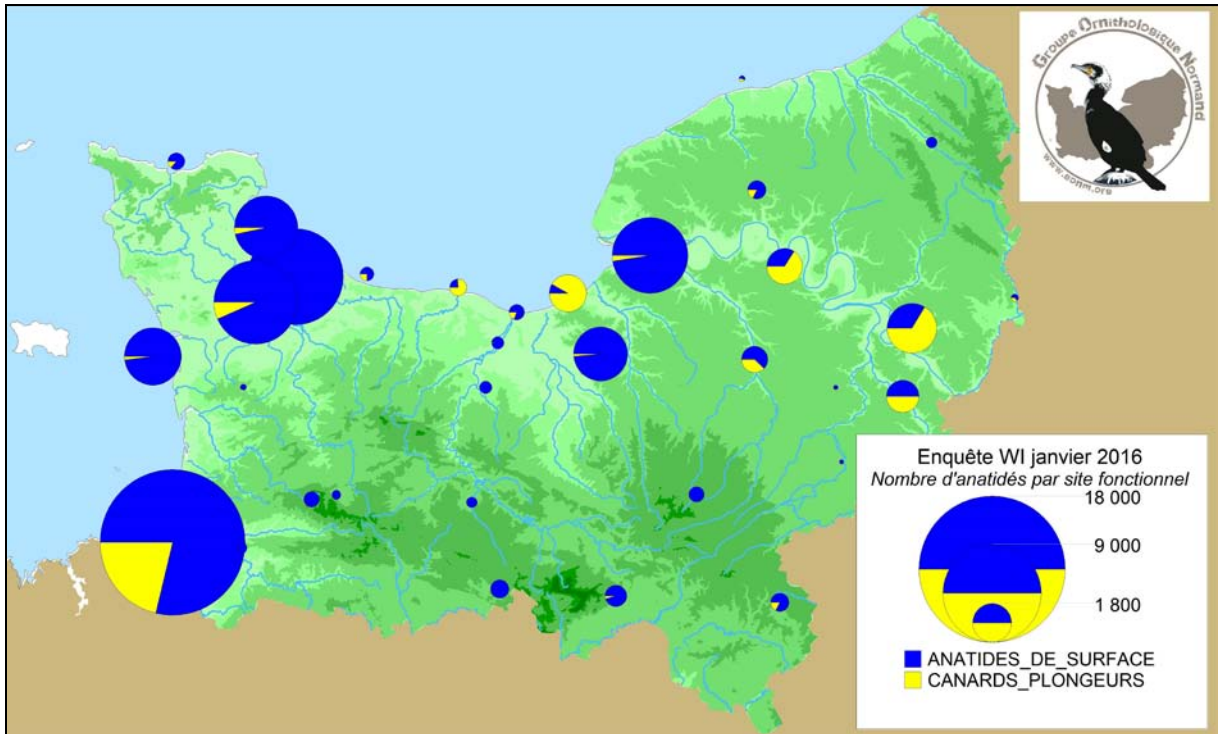 Groupe Ornithologique Normand
www.gonm.org
Enquête WI janvier 2016
Nombre d'anatidés par site fonctionnel
18 000
9 000
1 800
ANATIDES_DE_SURFACE
CANARDS_PLONGEURS